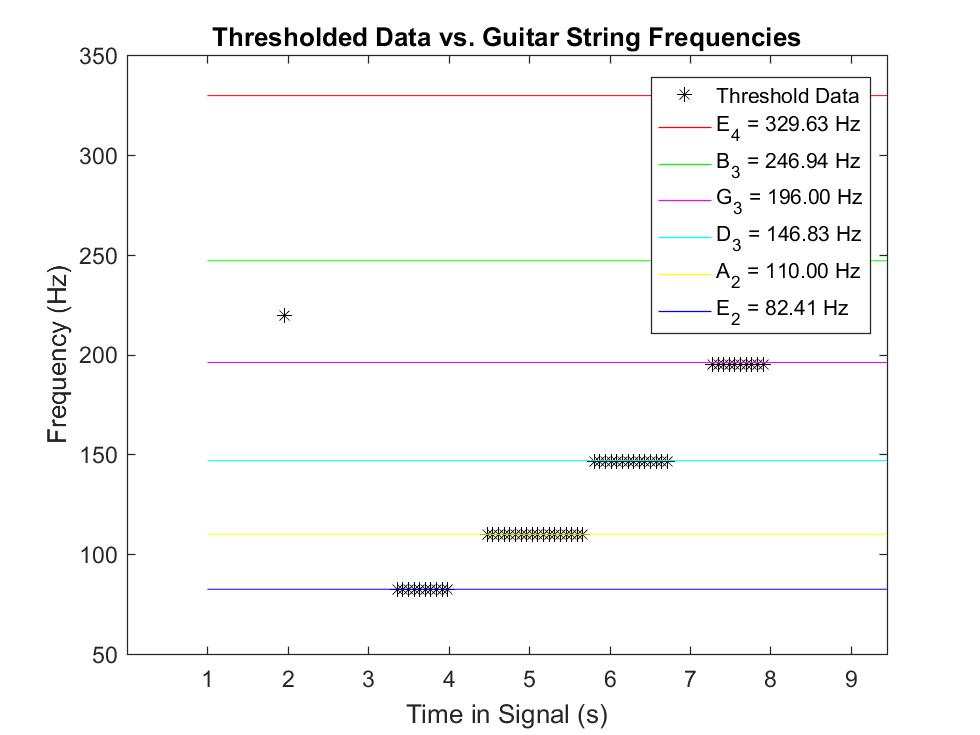 Thresholded Data vs. Guitar String Frequencies
350
300
250
200
150
100
50
Frequency (Hz)
Threshold Data
E₄ = 329.63 Hz
B₃ = 246.94 Hz
G₃ = 196.00 Hz
D₃ = 146.83 Hz
A₂ = 110.00 Hz
E₂ = 82.41 Hz
1 2 3 4 5 6 7 8 9
Time in Signal (s)